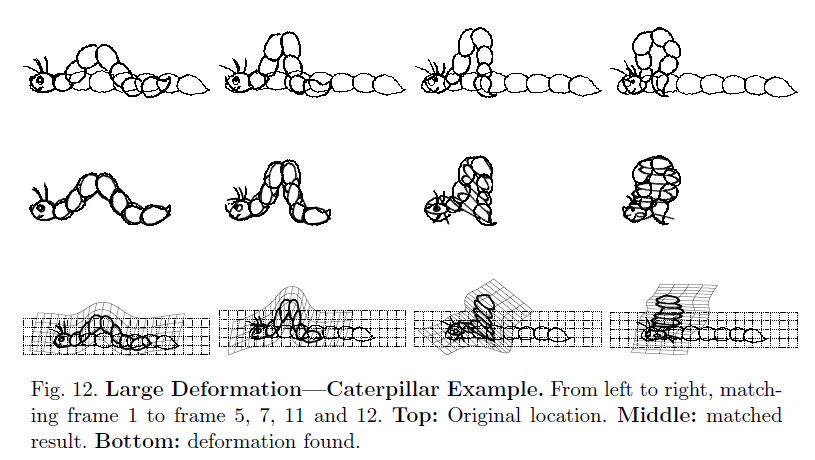 Fig. 12. Large Deformation—Caterpillar Example. From left to right, match-
ing frame 1 to frame 5, 7, 11 and 12. Top: Original location. Middle: matched
result. Bottom: deformation found.